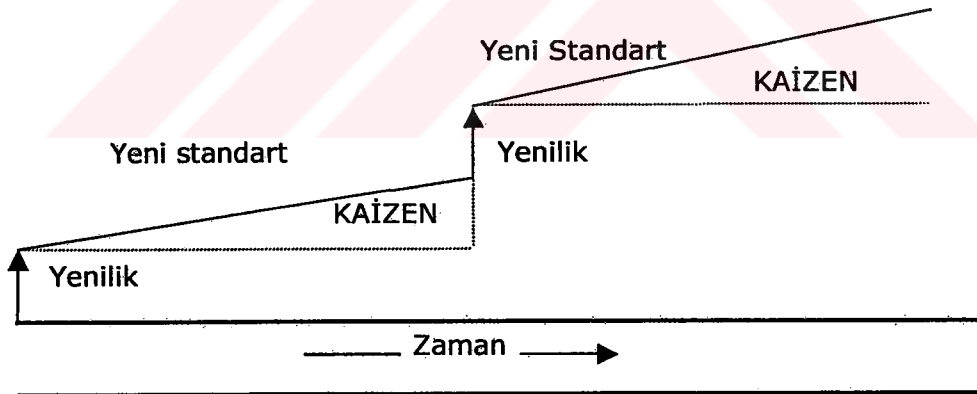 Yeni Standart
KAİZEN
Yeni standart
Yenilik
KAİZEN
Yenilik
Zaman